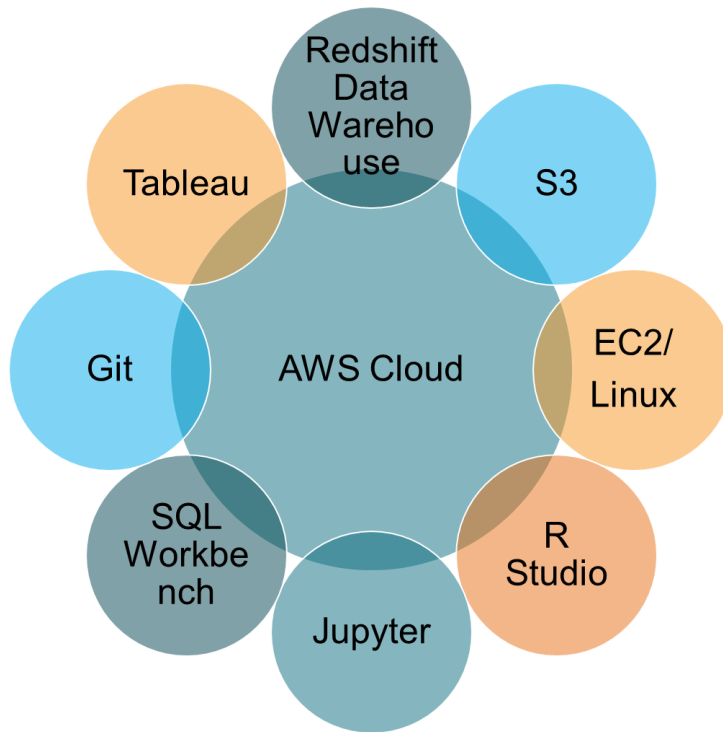 Redshift
Data
Wareho
use
S3
EC2/
Linux
R
Studio
Jupyter
SQL
Workbe
nch
Git
Tableau
AWS Cloud